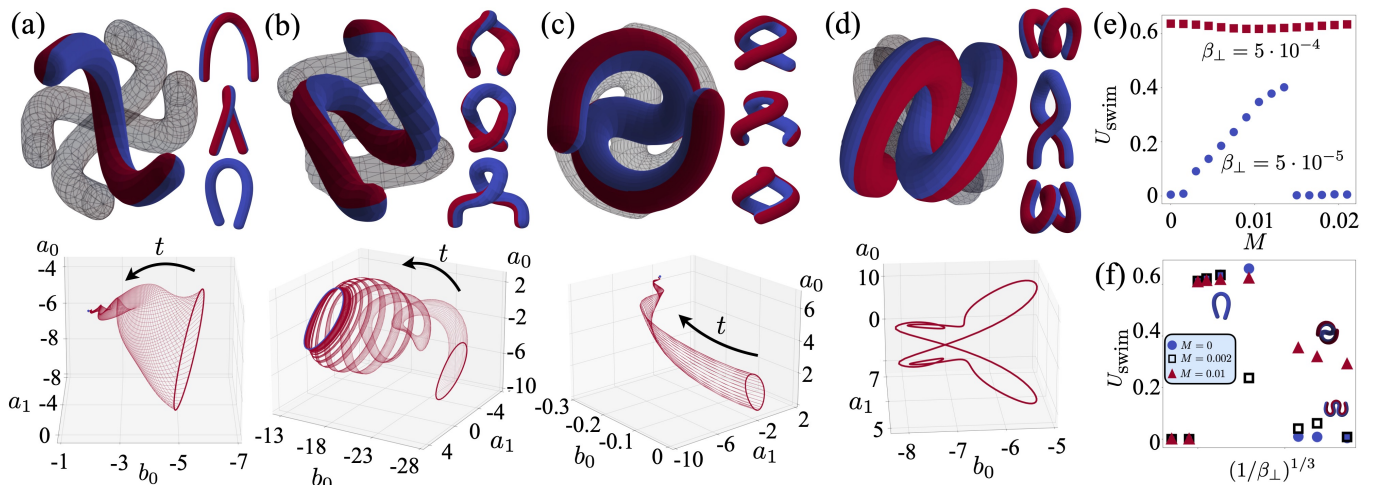 (a)
(b)
(c)
(d)
(e)
0.6
0.4
0.2
0
U_swim
β⊥ = 5 · 10⁻⁴
β⊥ = 5 · 10⁻⁵
0
0.01
0.02
M
a₀
-4
-6
-8
-8
-4
a₁
0
-1
-3
-5
-7
b₀
t
a₀
2
0
-2
-6
-10
-4
0
a₁
4
-13
-18
-23
-28
b₀
t
a₀
6
4
2
2
-2
-6
a₁
-10
-0.3
-0.2
-0.1
0
b₀
t
a₀
10
0
7
a₁
5
-8
-7
-6
-5
b₀
(f)
0.6
0.4
0.2
0
U_swim
M = 0
M = 0.002
M = 0.01
(1/β⊥)^{1/3}